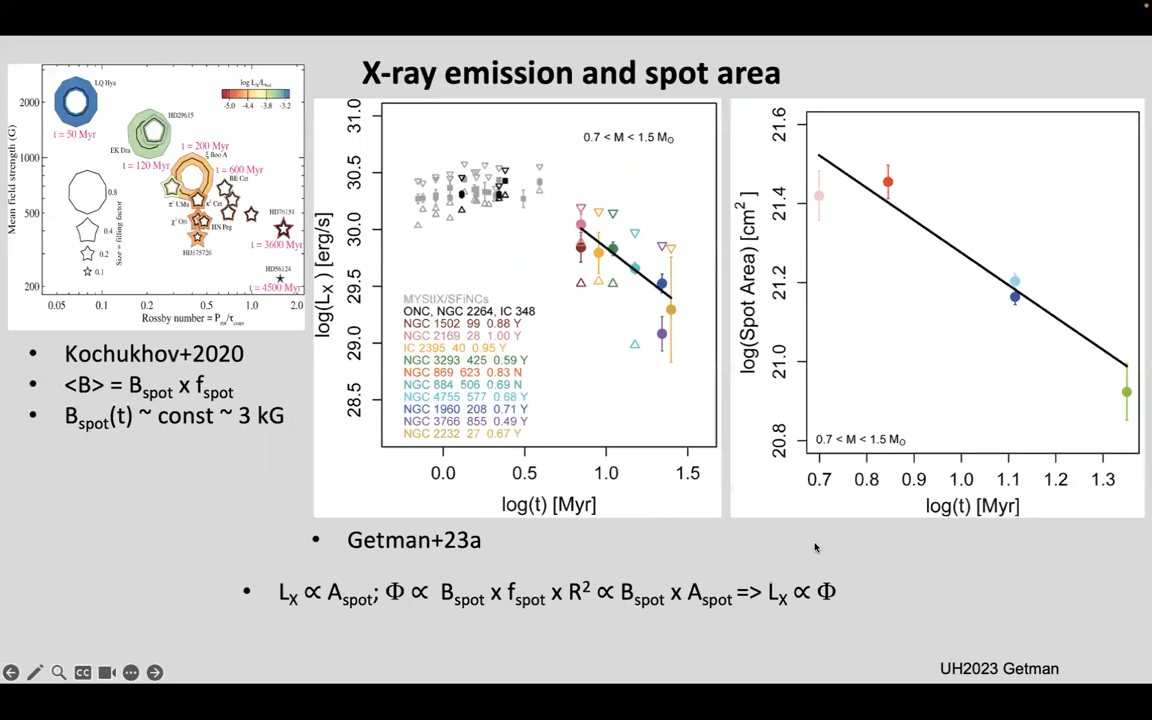 X-ray emission and spot area
Mean field strength (G)
2000
1000
500
200
0.05 0.1 0.2 0.5 1.0 2.0
Rossby number = Prot/τconv
log LX/Lbol
-5.0 -4.4 -3.8 -3.2
LQ Hya
t = 50 Myr
HD29615
EK Dra
t = 120 Myr
t = 200 Myr
ξ Boo A
t = 600 Myr
BE Cet
π¹ UMa
κ¹ Cet
χ¹ Ori
HN Peg
HD175726
HD76151
t = 3600 Myr
HD56124
t = 4500 Myr
0.8
0.4
0.2
0.1
Size = filling factor
• Kochukhov+2020
• <B> = Bspot x fspot
• Bspot(t) ~ const ~ 3 kG
log(LX) [erg/s]
31.0
30.5
30.0
29.5
29.0
28.5
0.7 < M < 1.5 M⊙
MYStIX/SFiNCs
ONC, NGC 2264, IC 348
NGC 1502 99 0.88 Y
NGC 2169 28 1.00 Y
IC 2395 40 0.95 Y
NGC 3293 425 0.59 Y
NGC 869 623 0.83 N
NGC 884 506 0.69 N
NGC 4755 577 0.68 Y
NGC 1960 208 0.71 Y
NGC 3766 855 0.49 Y
NGC 2232 27 0.67 Y
0.0 0.5 1.0 1.5
log(t) [Myr]
log(Spot Area) [cm²]
21.6
21.4
21.2
21.0
20.8
0.7 < M < 1.5 M⊙
0.7 0.8 0.9 1.0 1.1 1.2 1.3
log(t) [Myr]
• Getman+23a
• LX ∝ Aspot; Φ ∝ Bspot x fspot x R² ∝ Bspot x Aspot => LX ∝ Φ
CC
UH2023 Getman